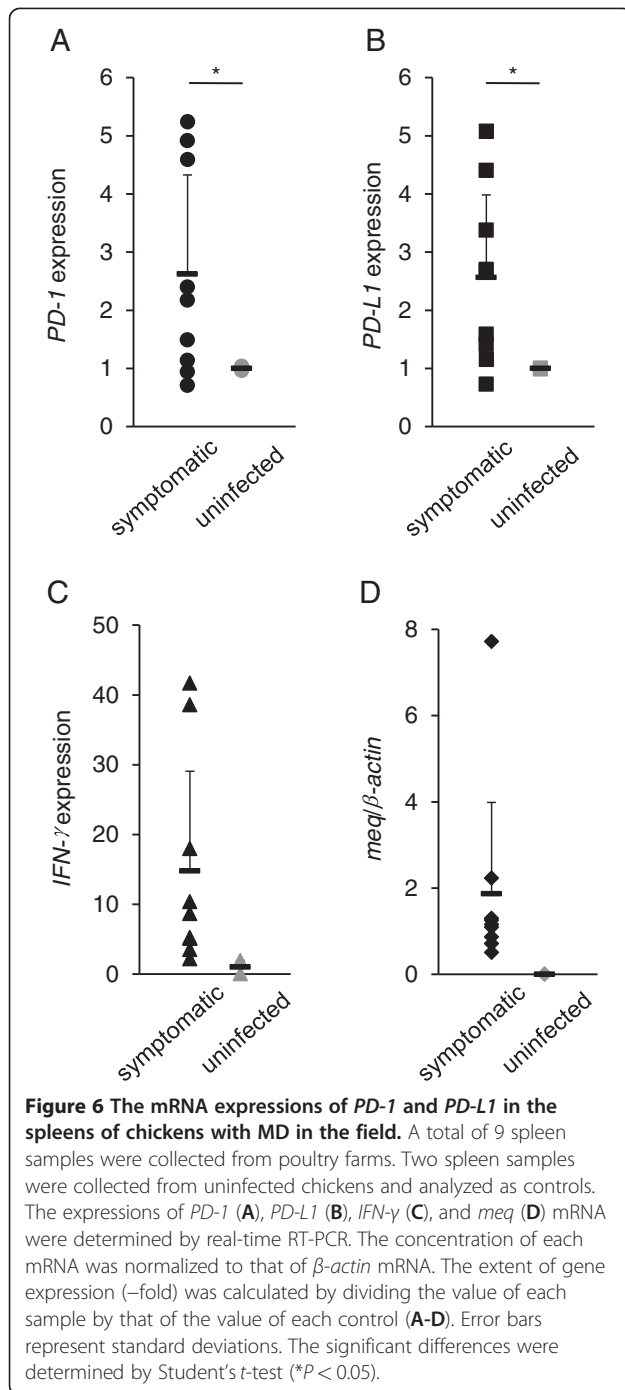 A
*
6
5
4
3
2
1
0
PD-1 expression
symptomatic
uninfected
B
*
6
5
4
3
2
1
0
PD-L1 expression
symptomatic
uninfected
C
50
40
30
20
10
0
IFN-γ expression
symptomatic
uninfected
D
8
6
4
2
0
meq/β-actin
symptomatic
uninfected
Figure 6 The mRNA expressions of PD-1 and PD-L1 in the
spleens of chickens with MD in the field. A total of 9 spleen
samples were collected from poultry farms. Two spleen samples
were collected from uninfected chickens and analyzed as controls.
The expressions of PD-1 (A), PD-L1 (B), IFN-γ (C), and meq (D) mRNA
were determined by real-time RT-PCR. The concentration of each
mRNA was normalized to that of β-actin mRNA. The extent of gene
expression (−fold) was calculated by dividing the value of each
sample by that of the value of each control (A-D). Error bars
represent standard deviations. The significant differences were
determined by Student's t-test (*P < 0.05).